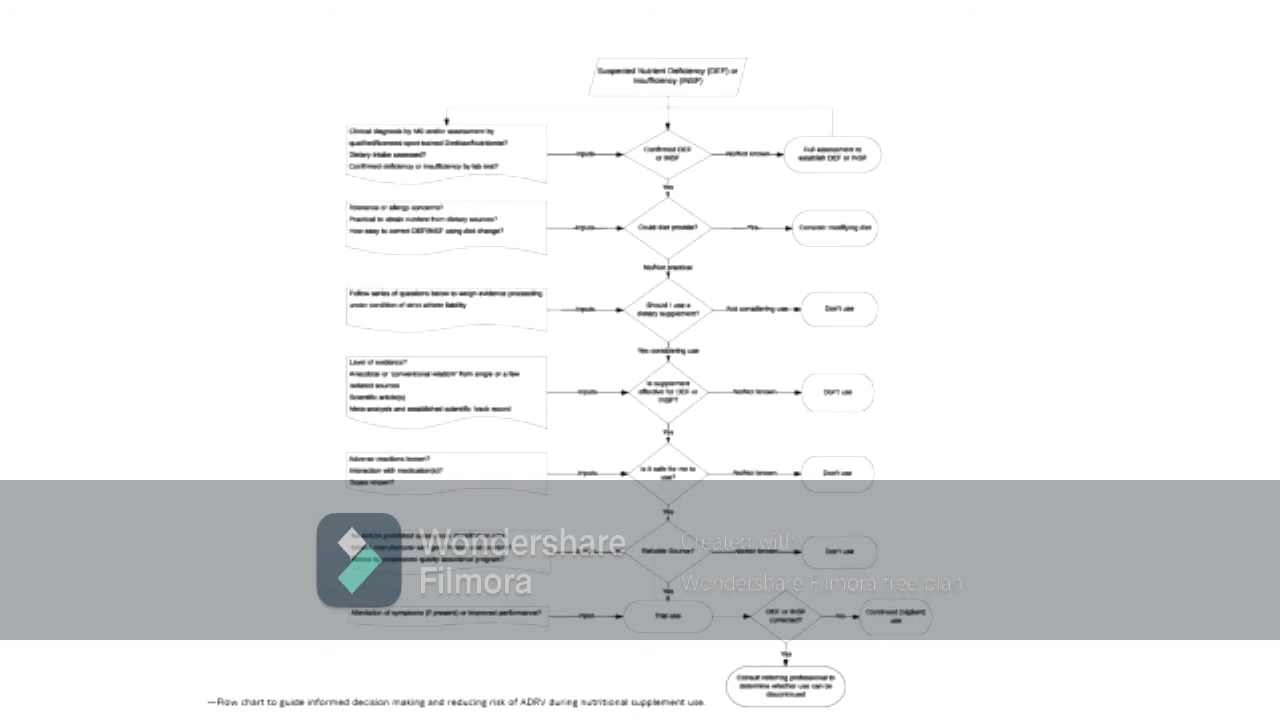 Suspected Nutrient Deficiency (DEF) or
Insufficiency (INSF)
Clinical diagnosis by MD and/or assessment by
qualified/licensed sport-trained Dietitian/Nutritionist?
Dietary intake assessed?
Confirmed deficiency or insufficiency by lab test?
Inputs
Confirmed DEF
or INSF
No/Not known
Full assessment to
establish DEF or INSF
Yes
Tolerance or allergy concerns?
Practical to obtain nutrient from dietary sources?
How easy to correct DEF/INSF using diet change?
Inputs
Could diet provide?
Yes
Consider modifying diet
No/Not practical
Follow series of questions below to weigh evidence proceeding
under condition of strict athlete liability
Inputs
Should I use a
dietary supplement?
Not considering use
Don't use
Yes considering use
Level of evidence?
Anecdotal or "conventional wisdom" from single or a few
isolated sources
Scientific article(s)
Meta-analysis and established scientific track record
Inputs
Is supplement
effective for DEF or
INSF?
No/Not known
Don't use
Yes
Adverse reactions known?
Interaction with medication(s)?
Doses known?
Inputs
Is it safe for me to
use?
No/Not known
Don't use
Yes
quality assurance program?
Reliable Source?
No/Not known
Don't use
Yes
Attenuation of symptoms (if present) or improved performance?
Input
Trial use
DEF or INSF
corrected?
No
Continued (vigilant)
use
Yes
Consult referring professional to
determine whether use can be
discontinued
Wondershare
Filmora
Created with
Wondershare Filmora free plan
—Flow chart to guide informed decision making and reducing risk of ADRV during nutritional supplement use.